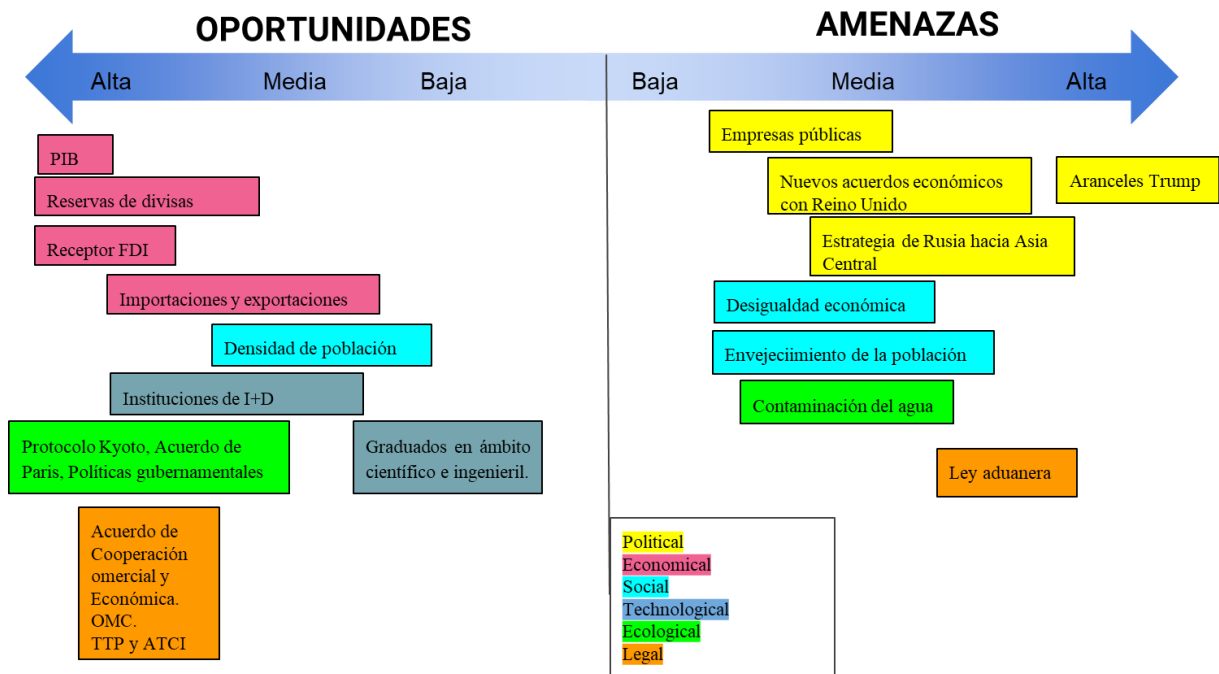 OPORTUNIDADES
AMENAZAS
Alta
Media
Baja
Baja
Media
Alta
PIB
Reservas de divisas
Receptor FDI
Importaciones y exportaciones
Densidad de población
Instituciones de I+D
Protocolo Kyoto, Acuerdo de
Paris, Políticas gubernamentales
Graduados en ámbito
científico e ingenieril.
Acuerdo de
Cooperación
omercial y
Económica.
OMC.
TTP y ATCI
Empresas públicas
Nuevos acuerdos económicos
con Reino Unido
Aranceles Trump
Estrategia de Rusia hacia Asia
Central
Desigualdad económica
Envejeciimiento de la población
Contaminación del agua
Ley aduanera
Political
Economical
Social
Technological
Ecological
Legal